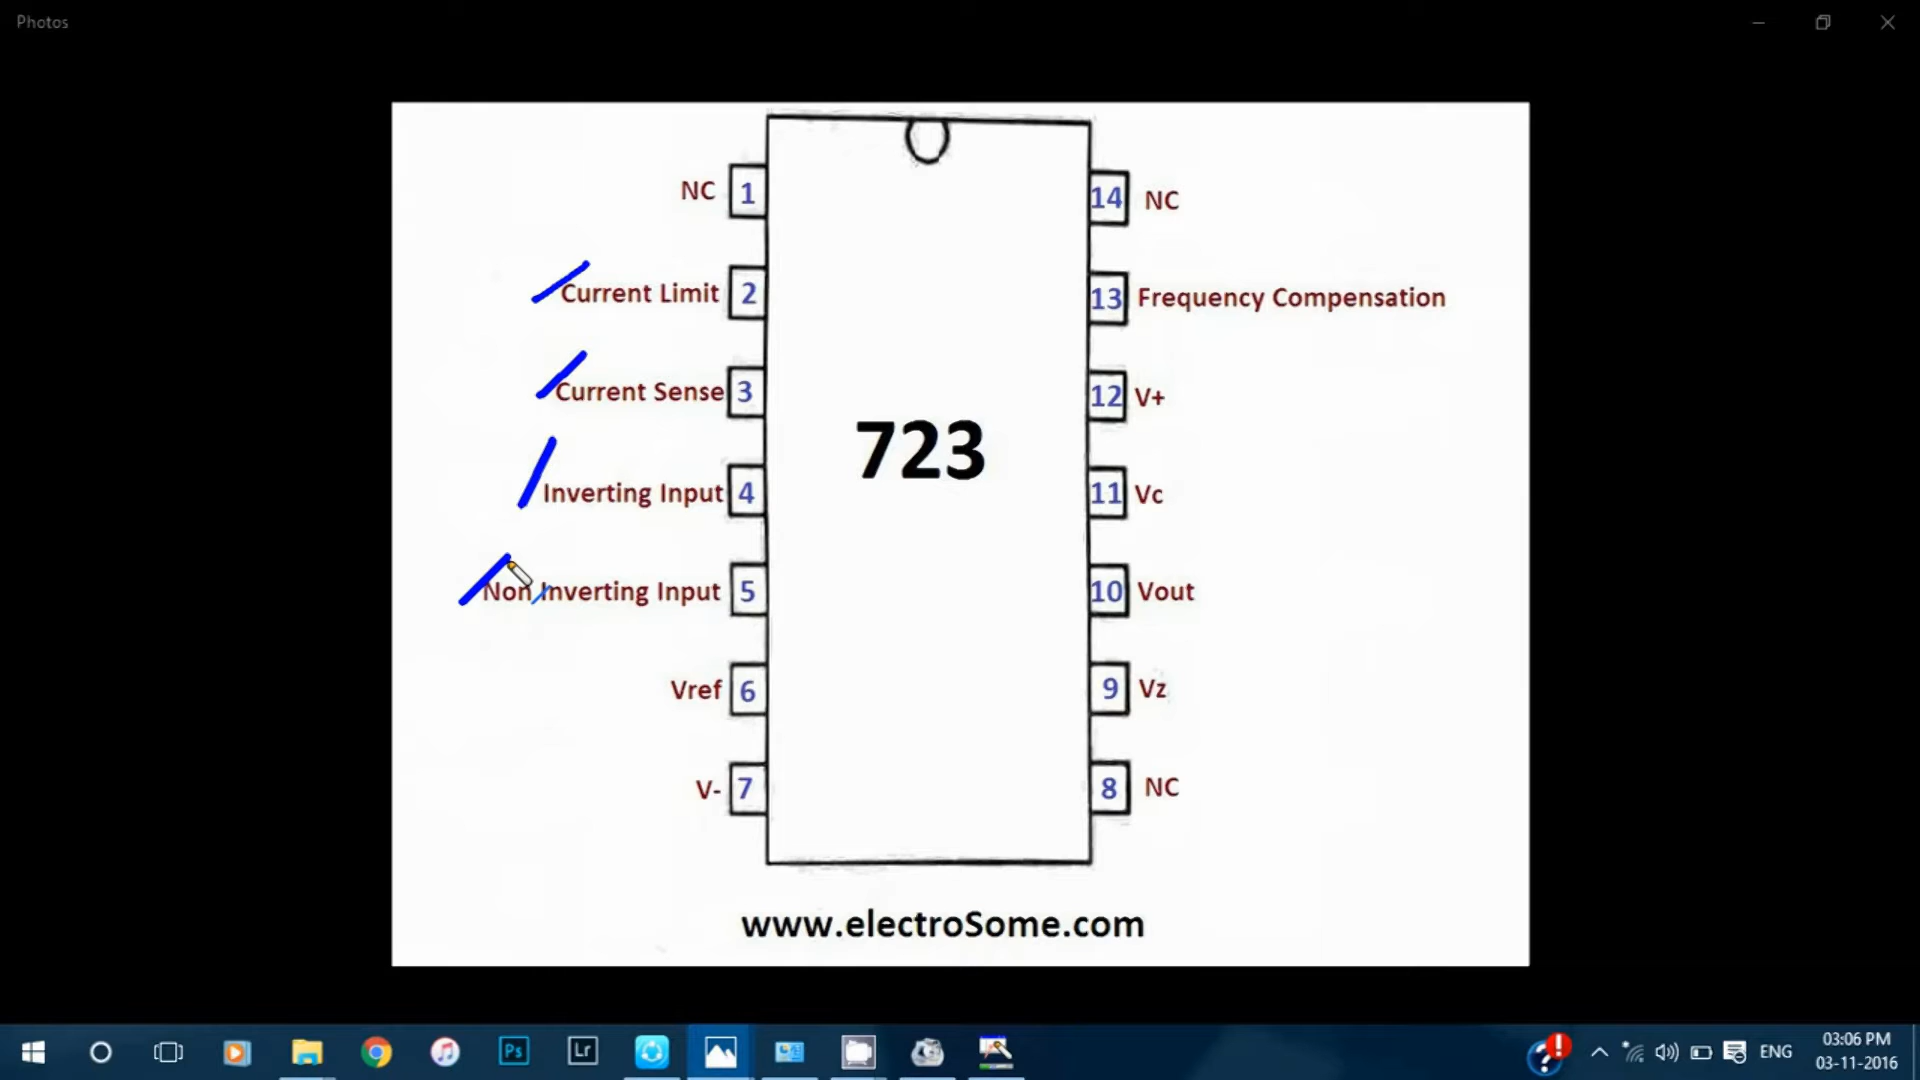 Photos
NC 1
14 NC
Current Limit 2
13 Frequency Compensation
Current Sense 3
12 V+
723
Inverting Input 4
11 Vc
Non Inverting Input 5
10 Vout
Vref 6
9 Vz
V- 7
8 NC
www.electroSome.com
Ps
Lr
ENG
03:06 PM
03-11-2016